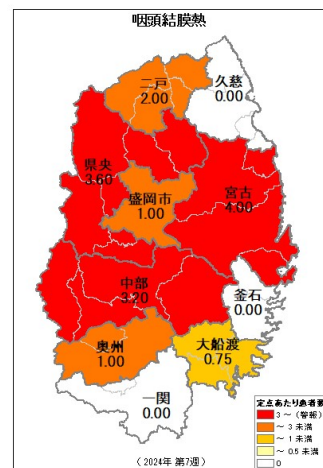 咽頭結膜熱
二戸
2.00
久慈
0.00
県央
3.60
盛岡市
1.00
宮古
4.00
中部
3.20
釜石
0.00
奥州
1.00
大船渡
0.75
一関
0.00
定点あたり患者数
3～（警報）
～ 3 未満
～ 1 未満
～ 0.5 未満
0
（ 2024年 第7週）